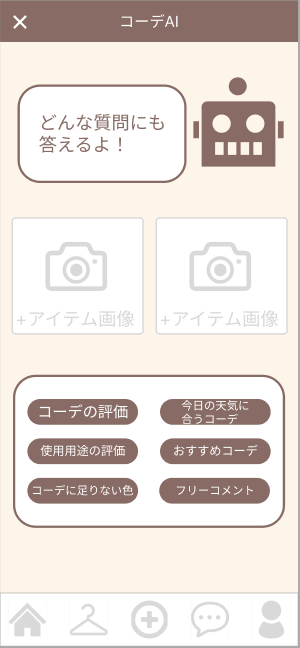 コーデAI
どんな質問にも
答えるよ！
+アイテム画像
+アイテム画像
コーデの評価
今日の天気に
合うコーデ
使用用途の評価
おすすめコーデ
コーデに足りない色
フリーコメント